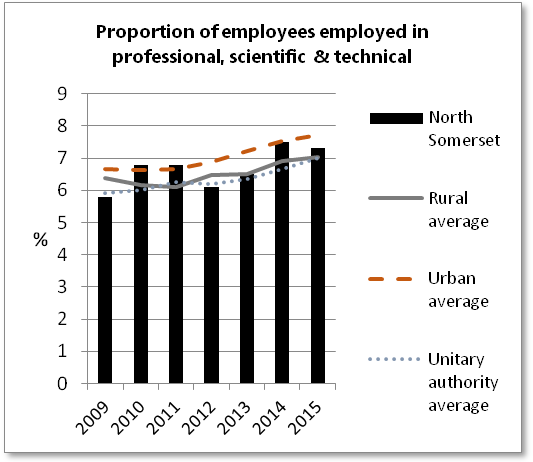 Proportion of employees employed in
professional, scientific & technical
9
8
7
6
5
4
3
2
1
0
%
2009
2010
2011
2012
2013
2014
2015
North
Somerset
Rural
average
Urban
average
Unitary
authority
average